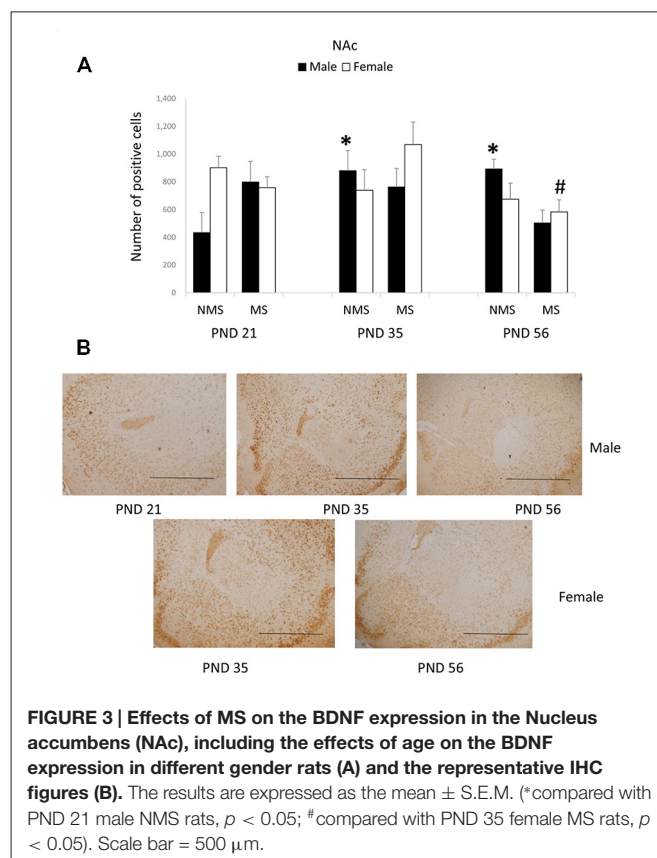 NAc
A
■Male □Female
Number of positive cells
1,400
1,200
1,000
800
600
400
200
0
NMS MS NMS MS NMS MS
* * #
PND 21 PND 35 PND 56
B
Male
PND 21 PND 35 PND 56
Female
PND 35 PND 56
FIGURE 3 | Effects of MS on the BDNF expression in the Nucleus
accumbens (NAc), including the effects of age on the BDNF
expression in different gender rats (A) and the representative IHC
figures (B). The results are expressed as the mean ± S.E.M. (*compared with
PND 21 male NMS rats, p < 0.05; #compared with PND 35 female MS rats, p
< 0.05). Scale bar = 500 μm.